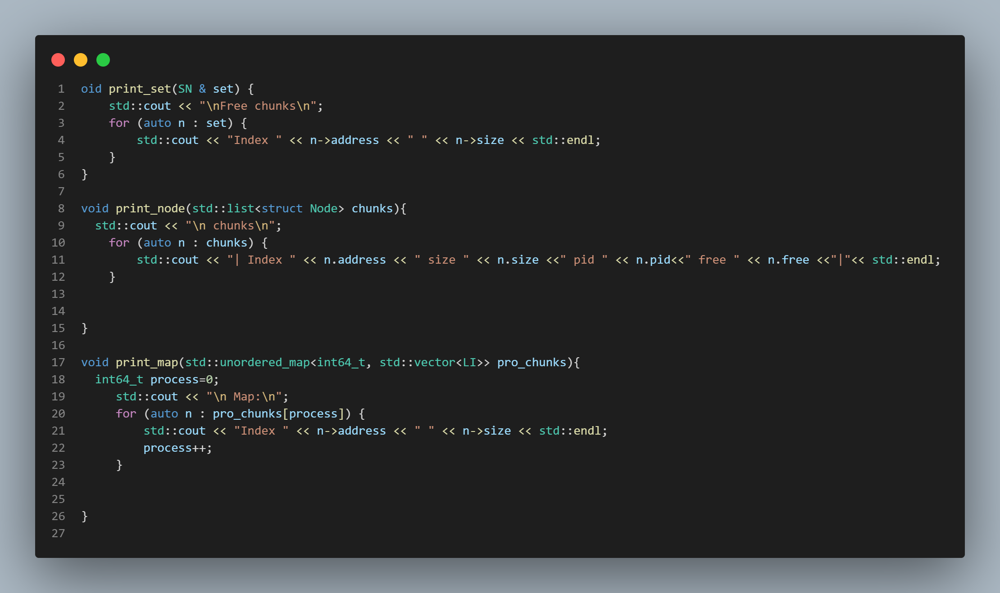 1 oid print_set(SN & set) {
2     std::cout << "\nFree chunks\n";
3     for (auto n : set) {
4         std::cout << "Index " << n->address << " " << n->size << std::endl;
5     }
6 }
7
8 void print_node(std::list<struct Node> chunks){
9   std::cout << "\n chunks\n";
10     for (auto n : chunks) {
11         std::cout << "| Index " << n.address << " size " << n.size <<" pid " << n.pid<<" free " << n.free <<"|"<< std::endl;
12     }
13
14
15 }
16
17 void print_map(std::unordered_map<int64_t, std::vector<LI>> pro_chunks){
18   int64_t process=0;
19      std::cout << "\n Map:\n";
20      for (auto n : pro_chunks[process]) {
21          std::cout << "Index " << n->address << " " << n->size << std::endl;
22          process++;
23      }
24
25
26 }
27